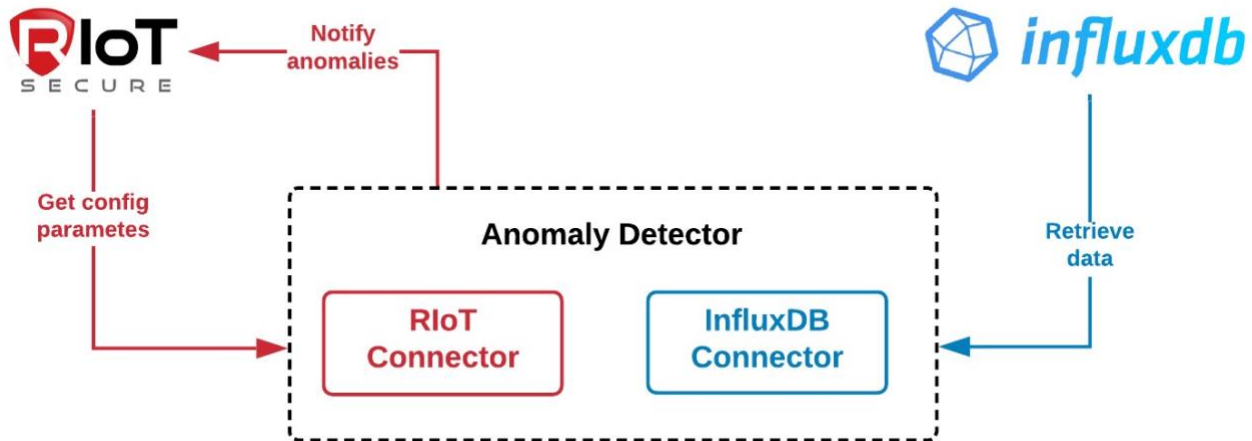 RIoT
SECURE
Notify
anomalies
influxdb
Get config
parametes
Anomaly Detector
Retrieve
data
RIoT
Connector
InfluxDB
Connector